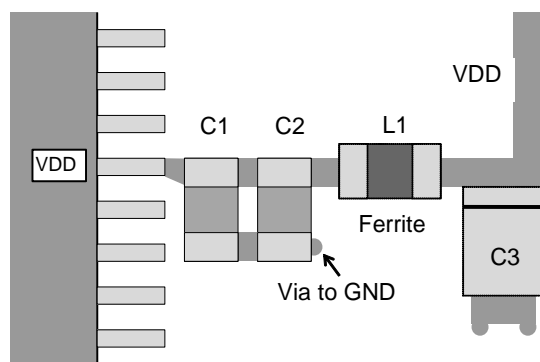 VDD
C1 C2 L1
VDD
Ferrite
C3
Via to GND